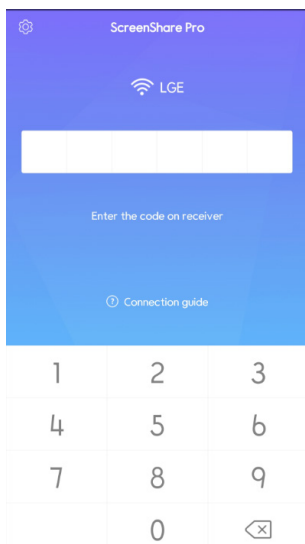 ScreenShare Pro
LGE
Enter the code on receiver
? Connection guide
1 2 3
4 5 6
7 8 9
0